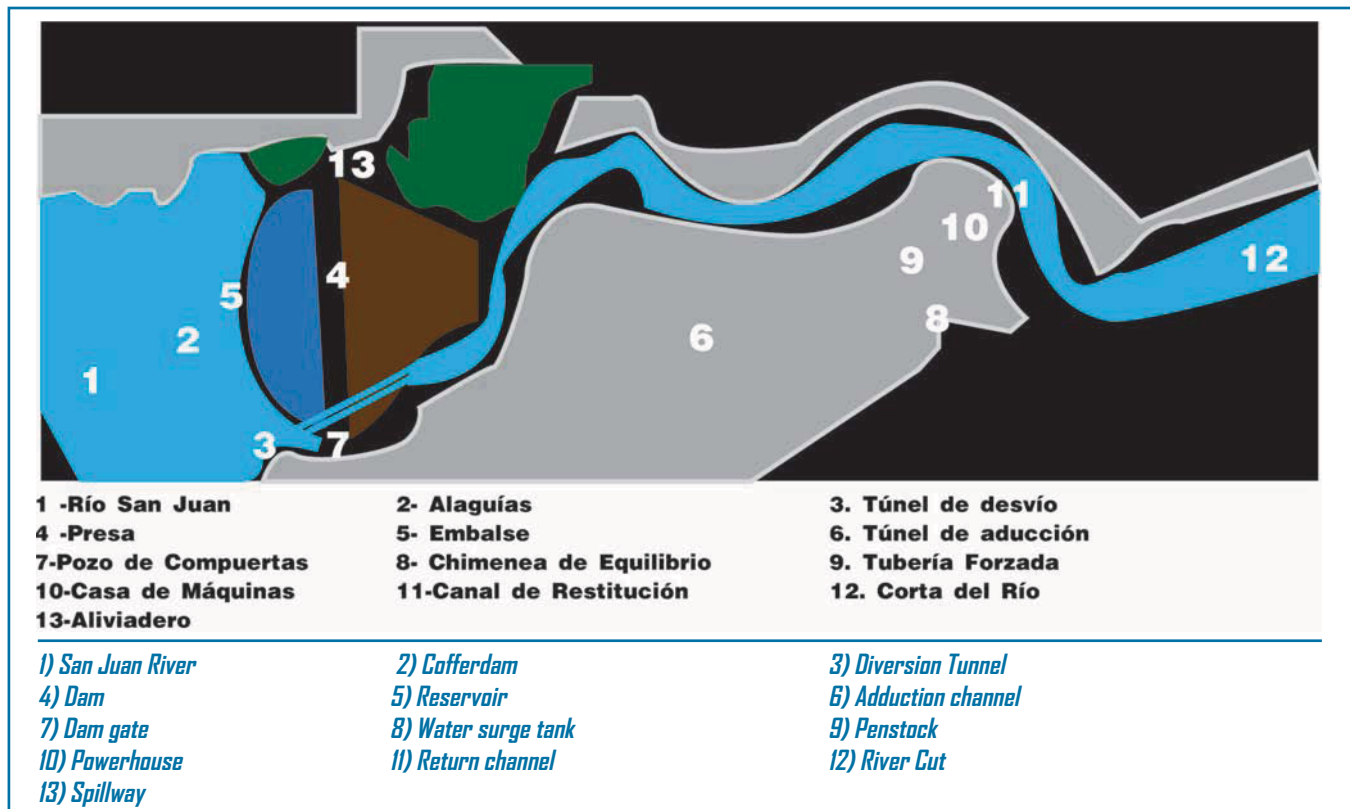 13
11
10
4
9
12
5
8
2
6
1
3
7
1 -Río San Juan 2- Alaguías 3. Túnel de desvío
4 -Presa 5- Embalse 6. Túnel de aducción
7-Pozo de Compuertas 8- Chimenea de Equilibrio 9. Tubería Forzada
10-Casa de Máquinas 11-Canal de Restitución 12. Corta del Río
13-Aliviadero
1) San Juan River 2) Cofferdam 3) Diversion Tunnel
4) Dam 5) Reservoir 6) Adduction channel
7) Dam gate 8) Water surge tank 9) Penstock
10) Powerhouse 11) Return channel 12) River Cut
13) Spillway